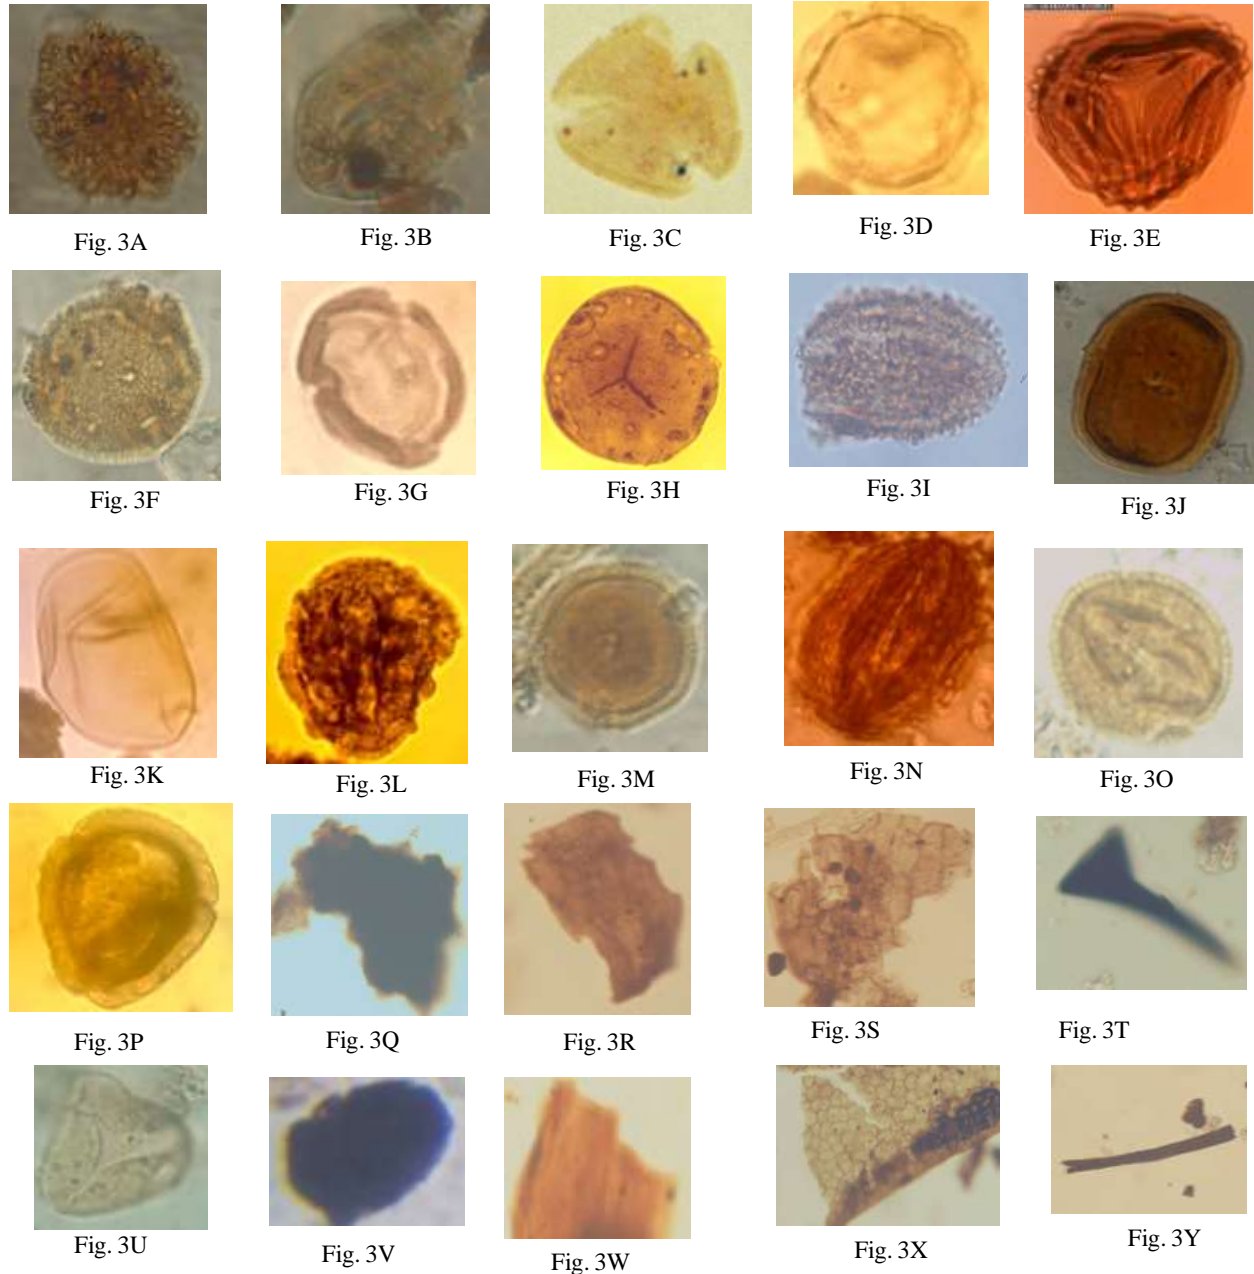 Fig. 3A
Fig. 3B
Fig. 3C
Fig. 3D
Fig. 3E
Fig. 3F
Fig. 3G
Fig. 3H
Fig. 3I
Fig. 3J
Fig. 3K
Fig. 3L
Fig. 3M
Fig. 3N
Fig. 3O
Fig. 3P
Fig. 3Q
Fig. 3R
Fig. 3S
Fig. 3T
Fig. 3U
Fig. 3V
Fig. 3W
Fig. 3X
Fig. 3Y